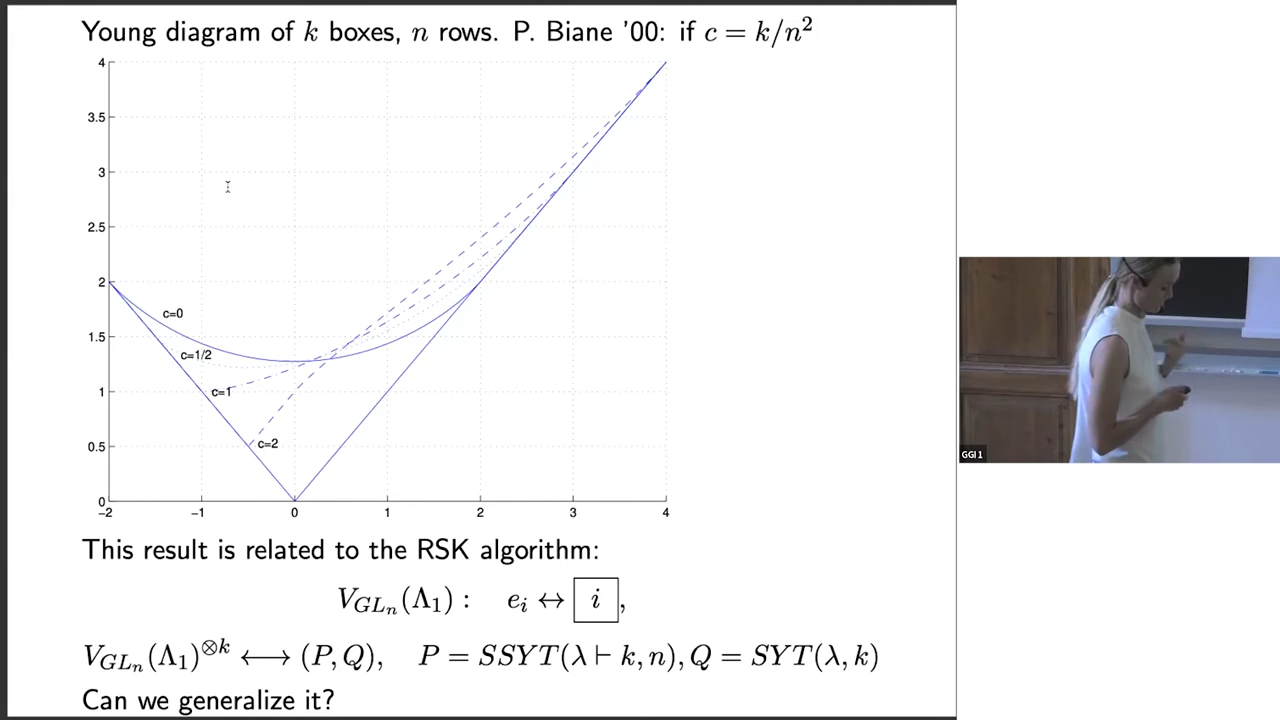 Young diagram of k boxes, n rows. P. Biane '00: if c = k/n²
4
3.5
3
2.5
2
1.5
1
0.5
0
−2 −1 0 1 2 3 4
c=0
c=1/2
c=1
c=2
This result is related to the RSK algorithm:
V_{GL_n}(Λ₁) : e_i ↔ i,
V_{GL_n}(Λ₁)^{⊗k} ⟷ (P, Q), P = SSYT(λ ⊢ k, n), Q = SYT(λ, k)
Can we generalize it?
GGI 1